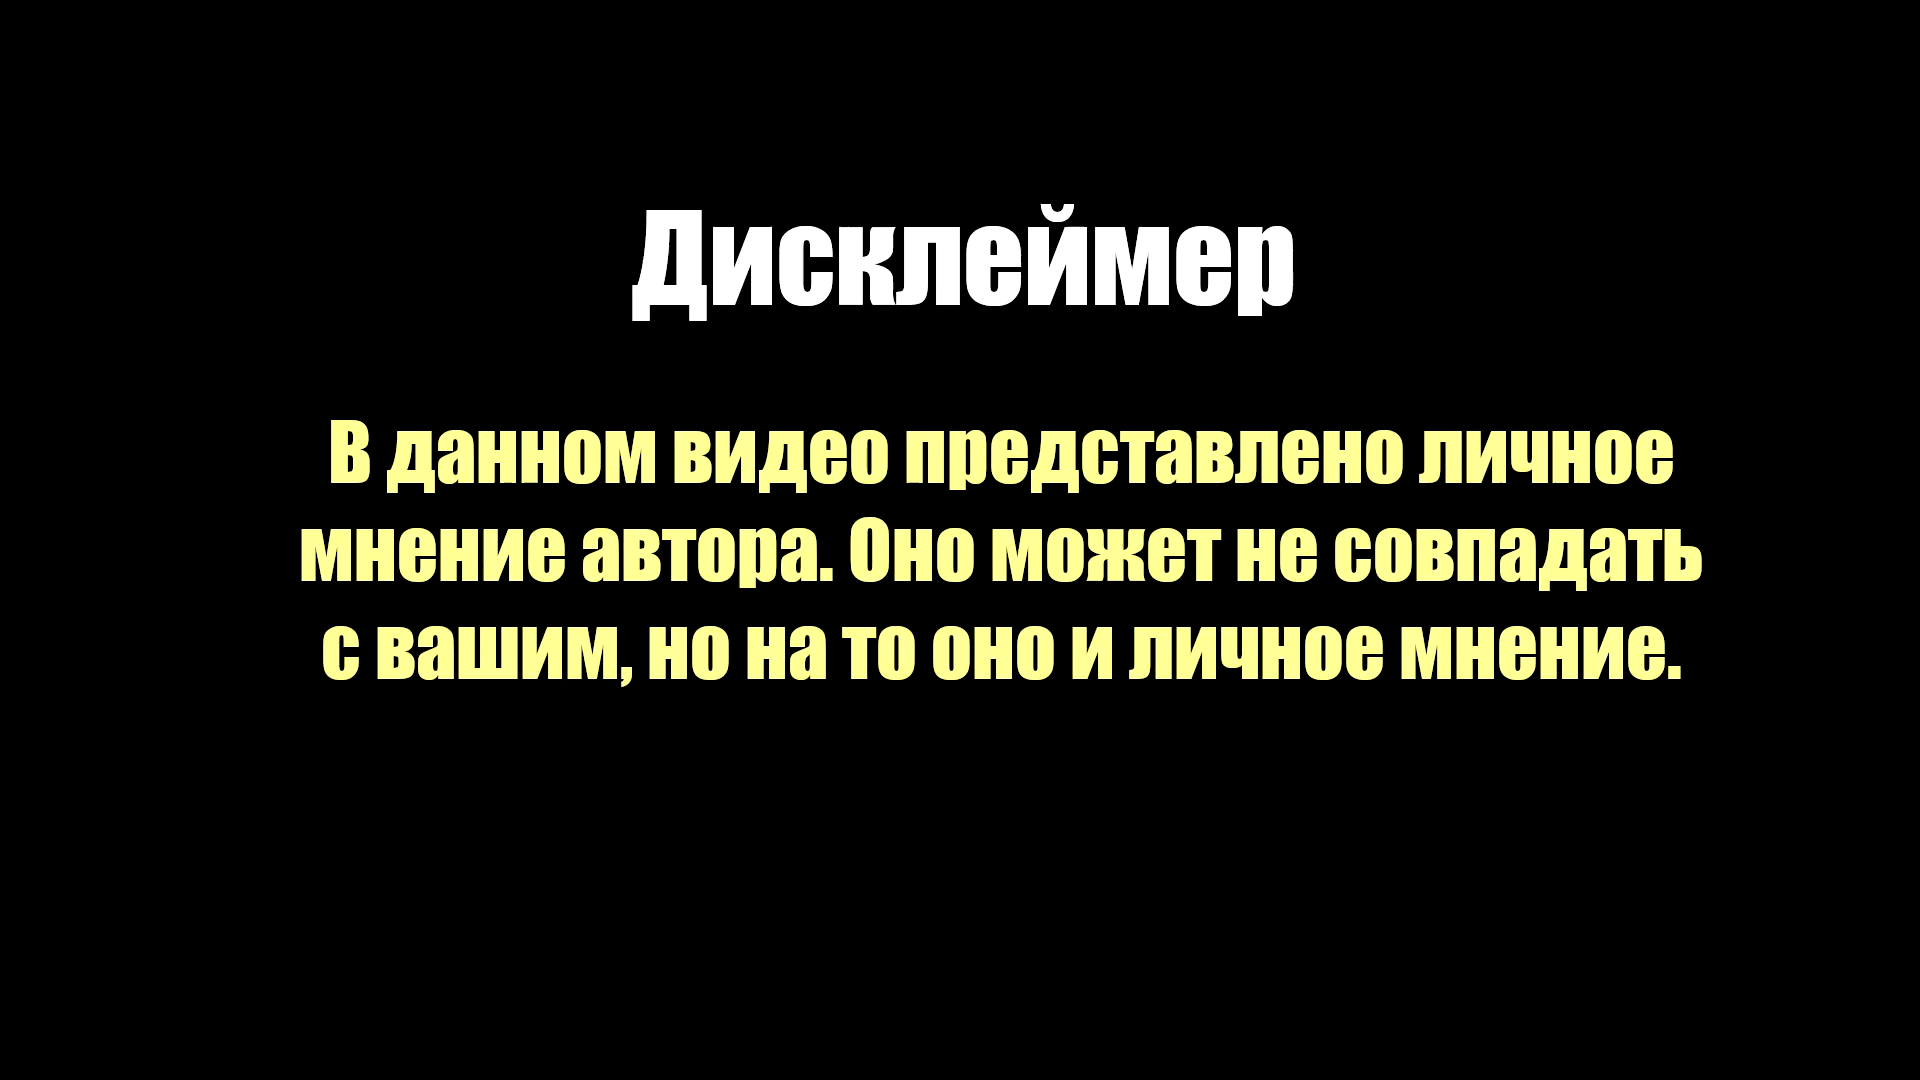 Дисклеймер
В данном видео представлено личное
мнение автора. Оно может не совпадать
с вашим, но на то оно и личное мнение.